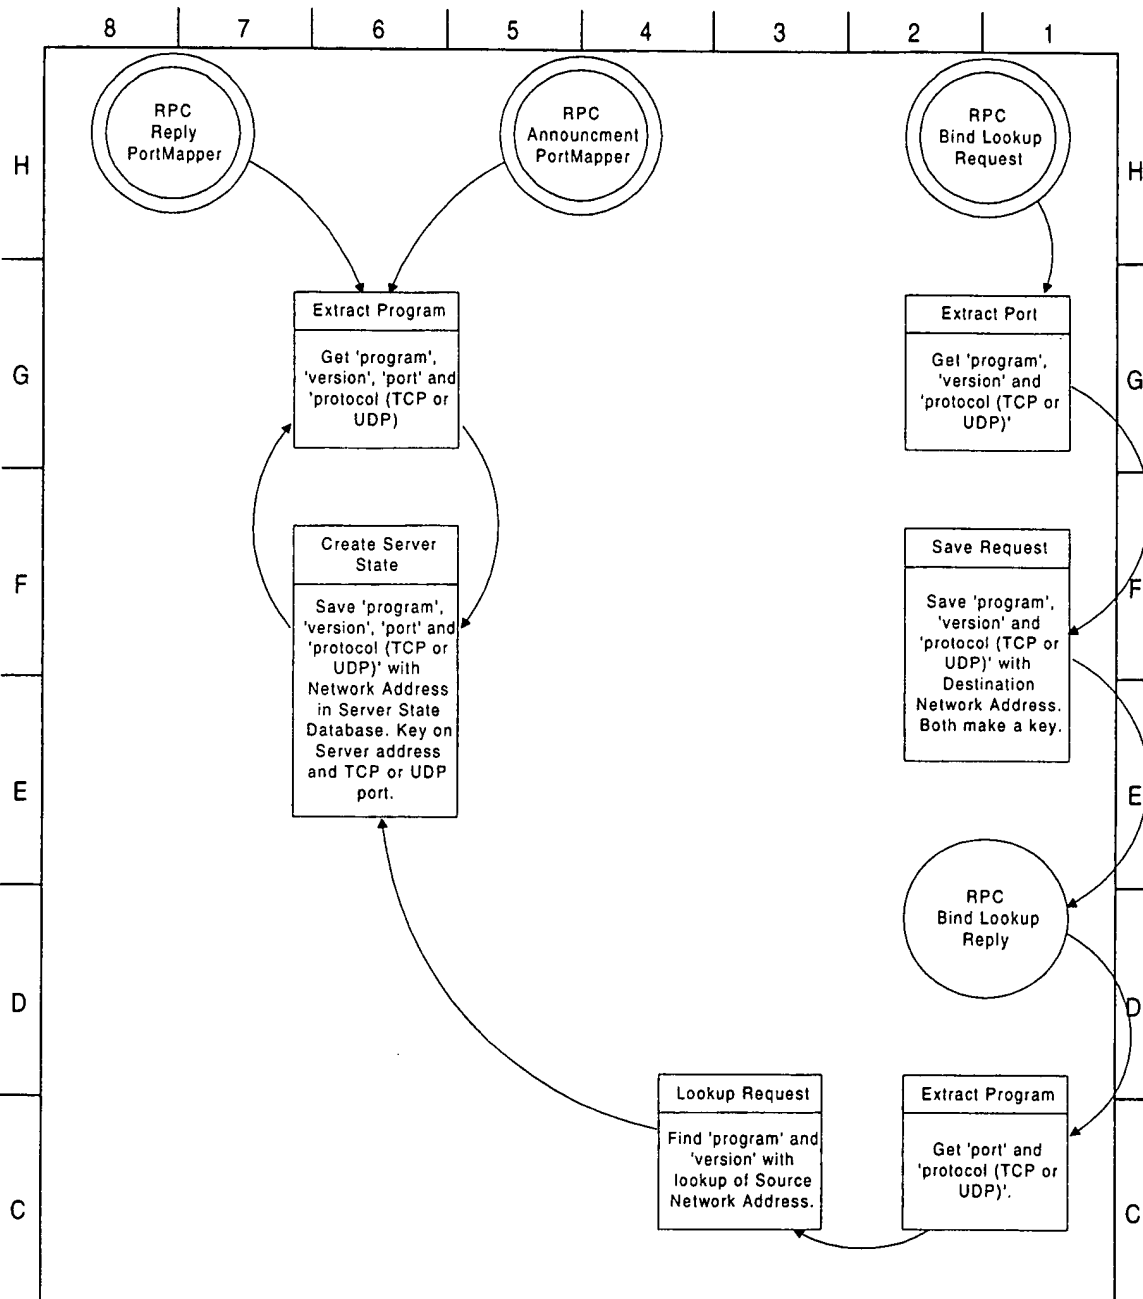 8 7 6 5 4 3 2 1
RPC
Reply
PortMapper
RPC
Announcment
PortMapper
RPC
Bind Lookup
Request
H
H
Extract Program
Get 'program',
'version', 'port' and
'protocol (TCP or
UDP)
Extract Port
Get 'program',
'version' and
'protocol (TCP or
UDP)'
G
G
Create Server
State
Save 'program',
'version', 'port' and
'protocol (TCP or
UDP)' with
Network Address
in Server State
Database. Key on
Server address
and TCP or UDP
port.
Save Request
Save 'program',
'version' and
'protocol (TCP or
UDP)' with
Destination
Network Address.
Both make a key.
F
F
E
E
RPC
Bind Lookup
Reply
D
D
Lookup Request
Find 'program' and
'version' with
lookup of Source
Network Address.
Extract Program
Get 'port' and
'protocol (TCP or
UDP)'.
C
C